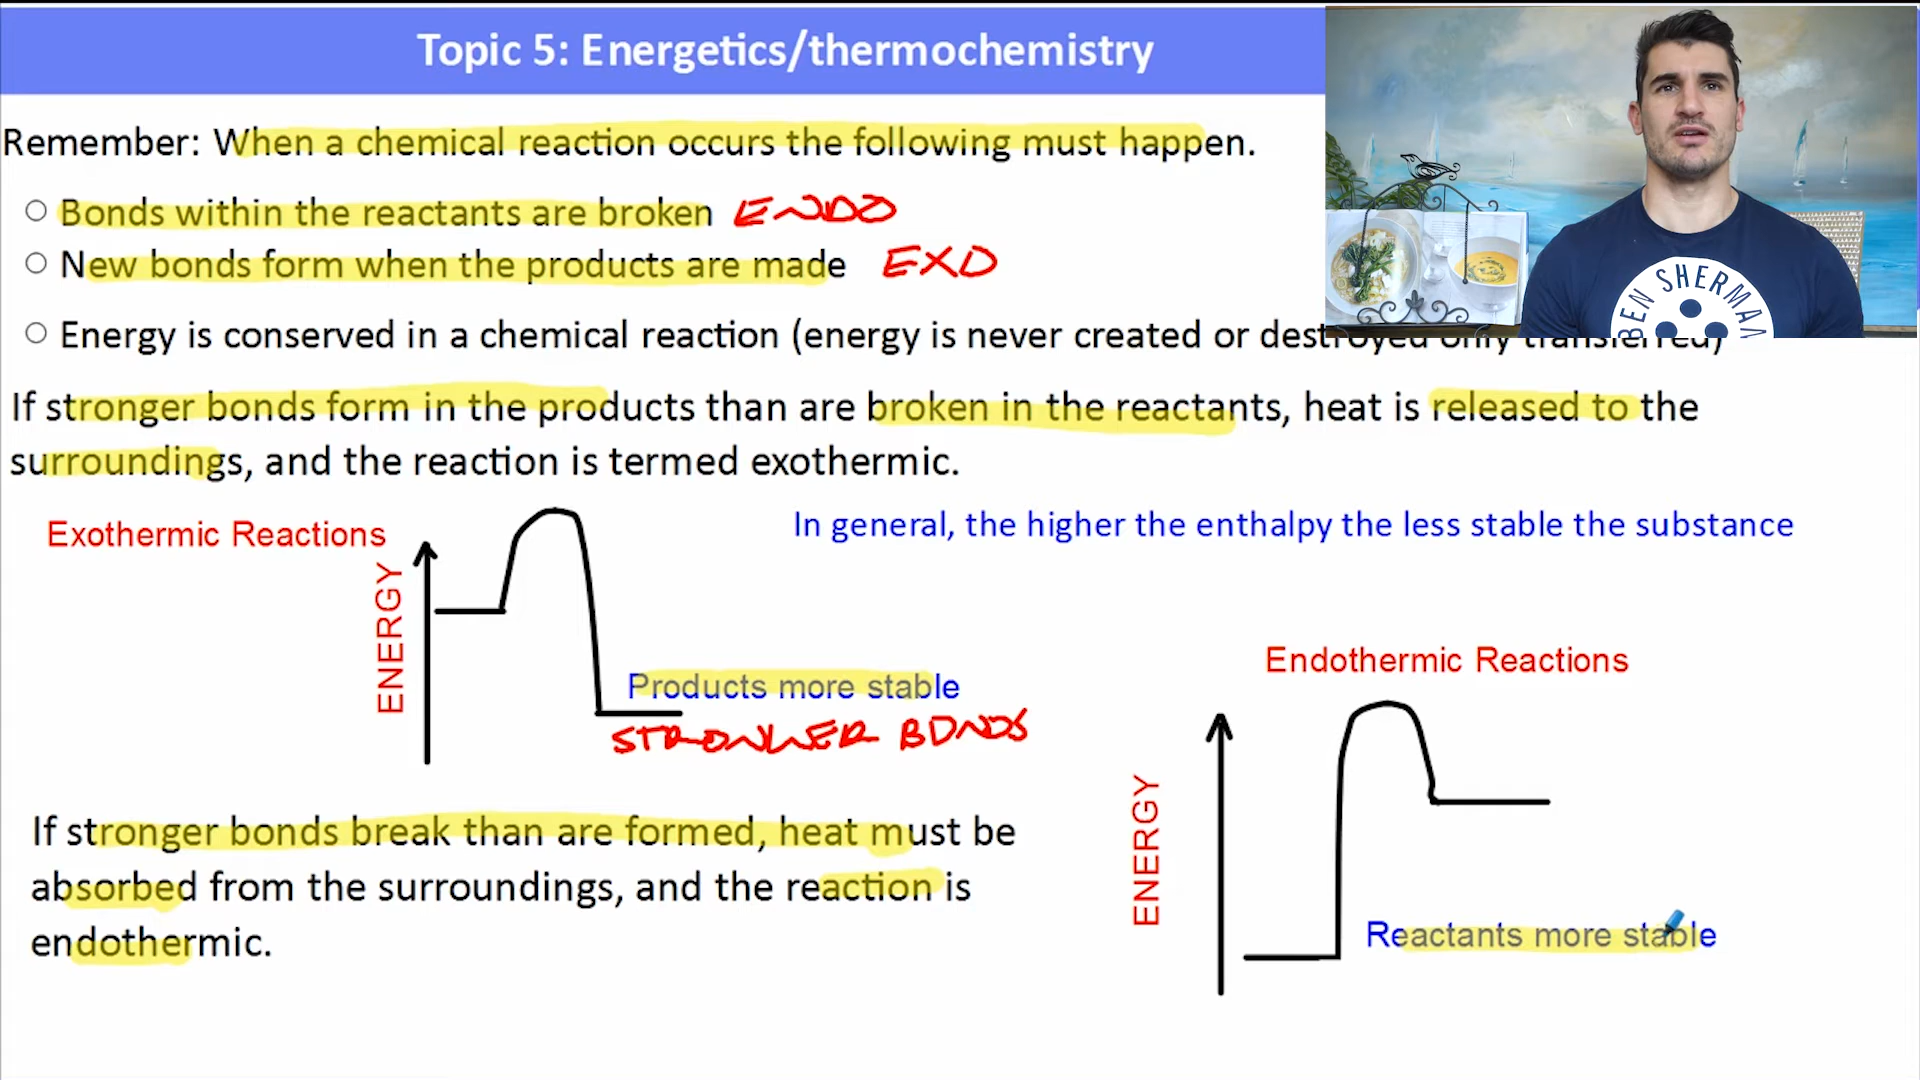 Topic 5: Energetics/thermochemistry
Remember: When a chemical reaction occurs the following must happen.
Bonds within the reactants are broken ENDO
New bonds form when the products are made EXO
Energy is conserved in a chemical reaction (energy is never created or destroyed only transferred)
If stronger bonds form in the products than are broken in the reactants, heat is released to the
surroundings, and the reaction is termed exothermic.
Exothermic Reactions
In general, the higher the enthalpy the less stable the substance
ENERGY
Products more stable
STRONGER BONDS
Endothermic Reactions
ENERGY
Reactants more stable
If stronger bonds break than are formed, heat must be
absorbed from the surroundings, and the reaction is
endothermic.
BEN SHERMAN